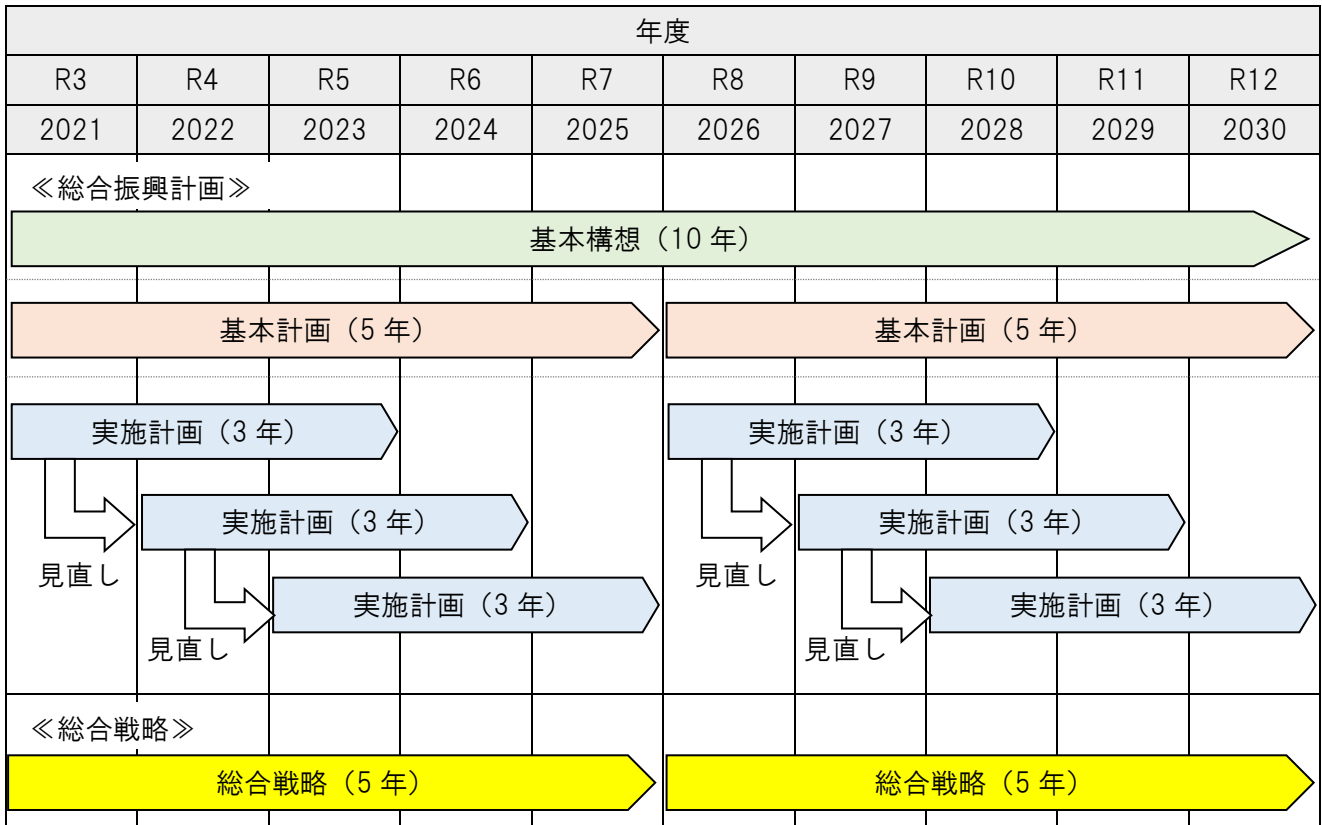 年度
R3 R4 R5 R6 R7 R8 R9 R10 R11 R12
2021 2022 2023 2024 2025 2026 2027 2028 2029 2030
≪総合振興計画≫
基本構想（10 年）
基本計画（5 年） 基本計画（5 年）
実施計画（3 年） 実施計画（3 年）
実施計画（3 年） 実施計画（3 年）
見直し 見直し
実施計画（3 年） 実施計画（3 年）
見直し 見直し
≪総合戦略≫
総合戦略（5 年） 総合戦略（5 年）